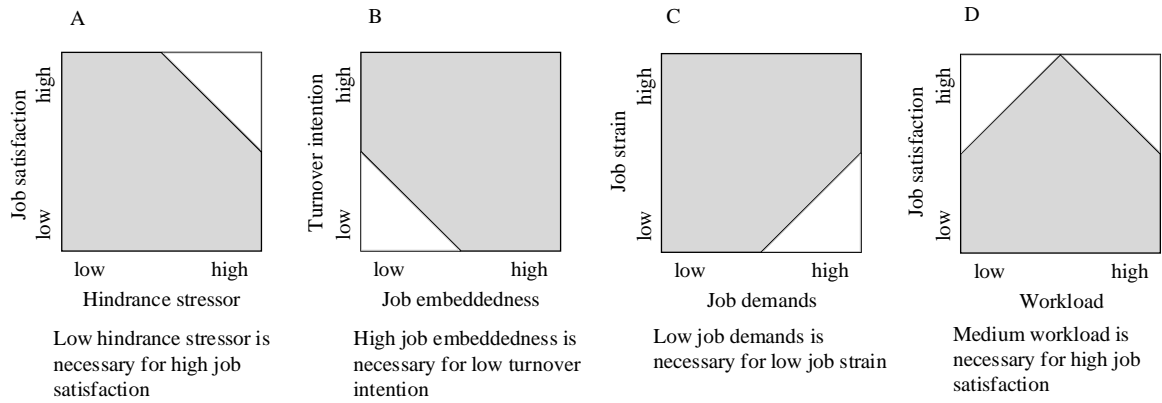 A
Job satisfaction
high
low
low high
Hindrance stressor
Low hindrance stressor is
necessary for high job
satisfaction
B
Turnover intention
high
low
low high
Job embeddedness
High job embeddedness is
necessary for low turnover
intention
C
Job strain
high
low
low high
Job demands
Low job demands is
necessary for low job strain
D
Job satisfaction
high
low
low high
Workload
Medium workload is
necessary for high job
satisfaction